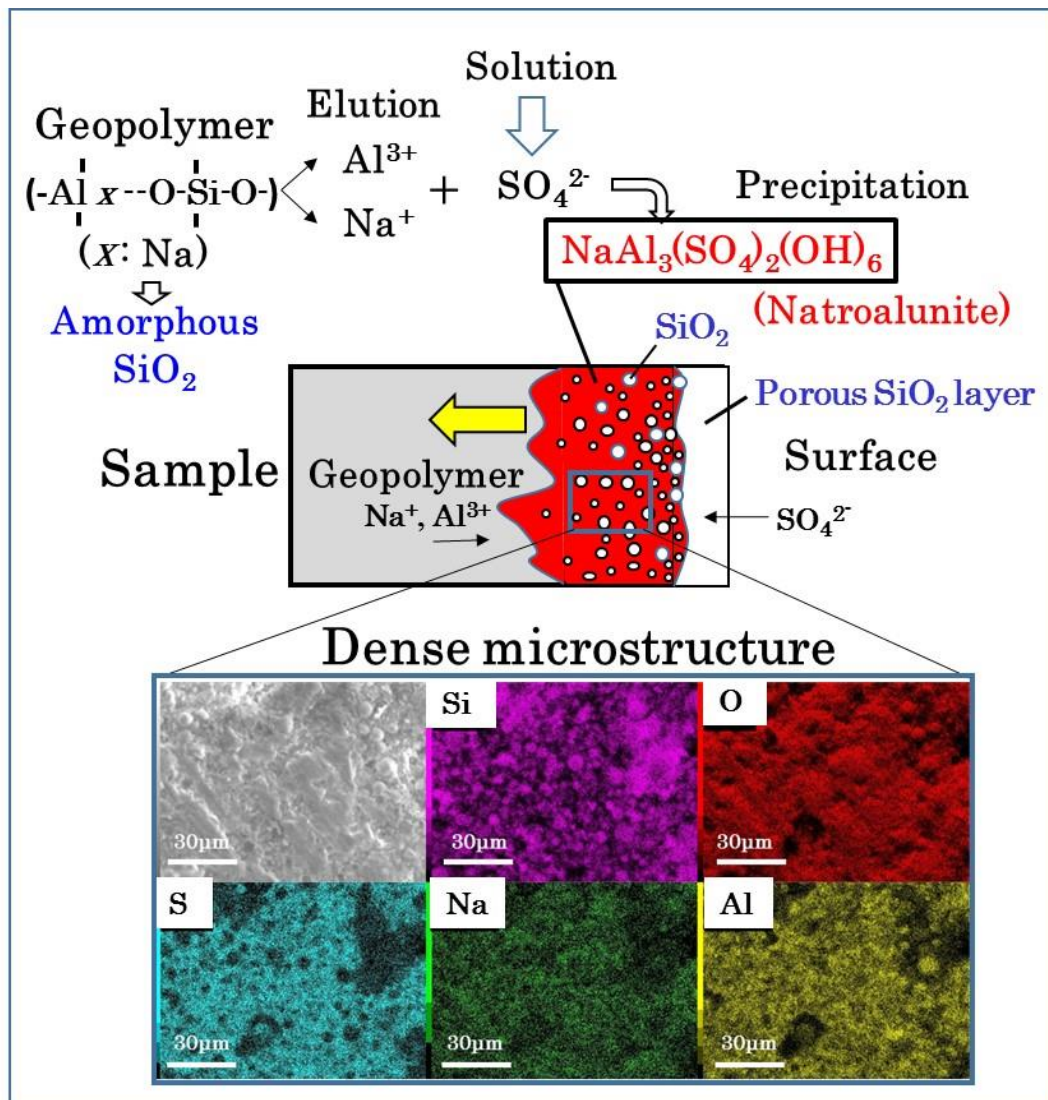 Solution
Elution
Geopolymer
(-Al x --O-Si-O-)
Al³⁺
Na⁺
+
SO₄²⁻
(x: Na)
Amorphous
SiO₂
Precipitation
NaAl₃(SO₄)₂(OH)₆
(Natroalunite)
SiO₂
Porous SiO₂ layer
Sample
Geopolymer
Na⁺, Al³⁺
Surface
SO₄²⁻
Dense microstructure
30µm
Si
30µm
O
30µm
S
30µm
Na
30µm
Al
30µm